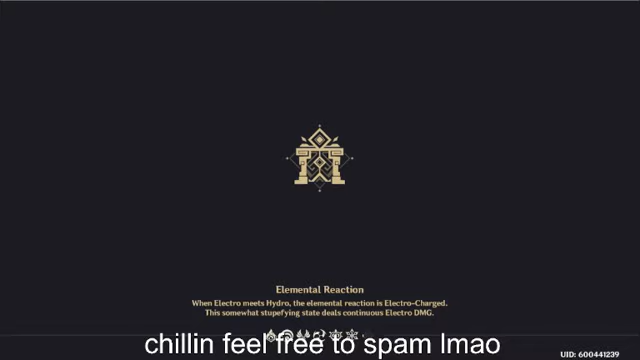 Elemental Reaction
When Electro meets Hydro, the elemental reaction is Electro-Charged.
This somewhat stupefying state deals continuous Electro DMG.
chillin feel free to spam lmao
UID: 600441239